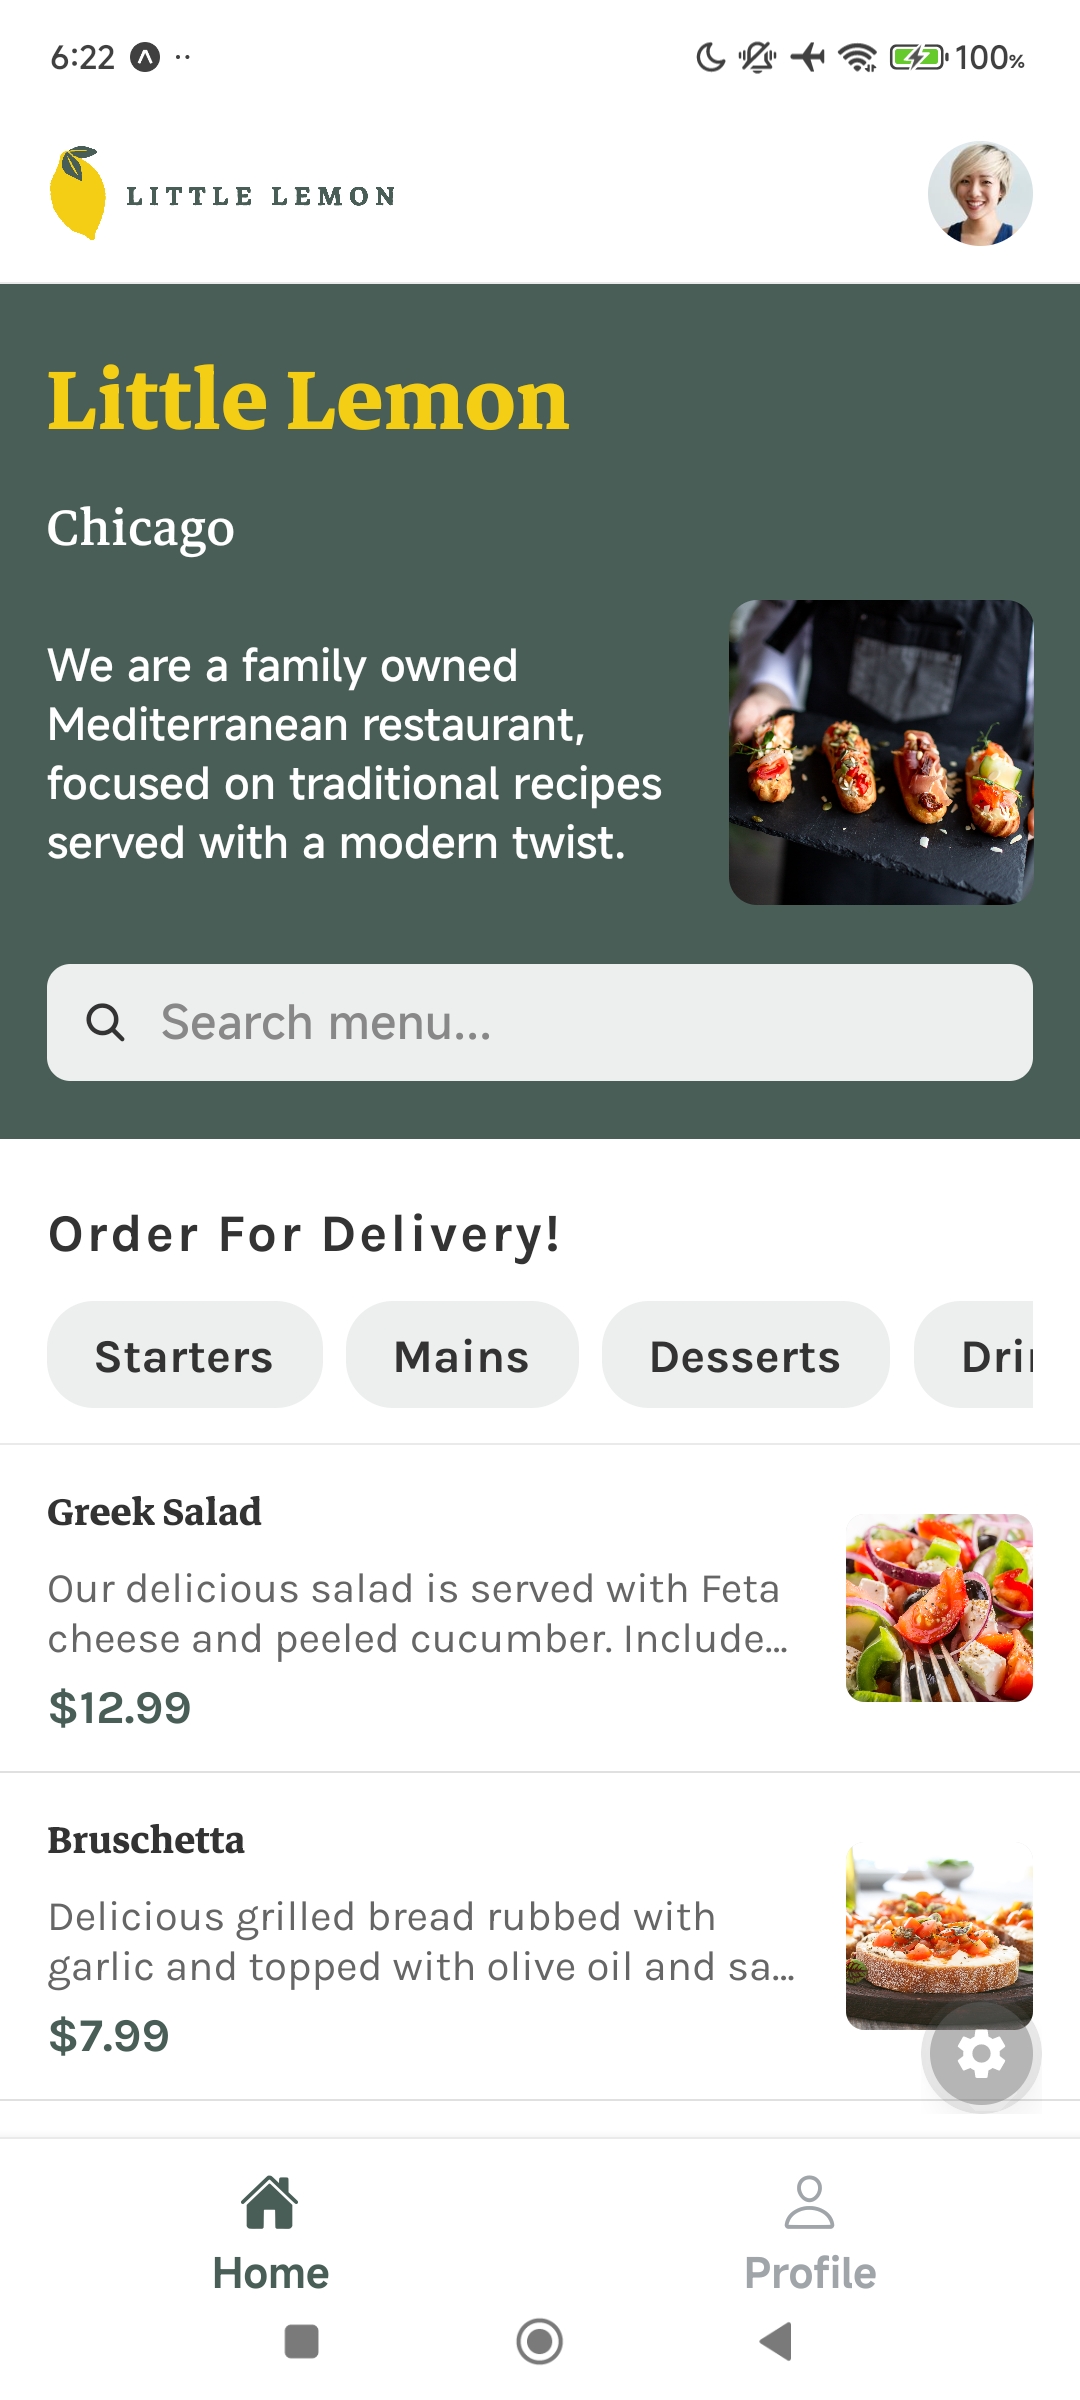 6:22
100%
LITTLE LEMON
Little Lemon
Chicago
We are a family owned
Mediterranean restaurant,
focused on traditional recipes
served with a modern twist.
Search menu...
Order For Delivery!
Starters Mains Desserts
Greek Salad
Our delicious salad is served with Feta
cheese and peeled cucumber. Include...
$12.99
Bruschetta
Delicious grilled bread rubbed with
garlic and topped with olive oil and sa...
$7.99
Home Profile